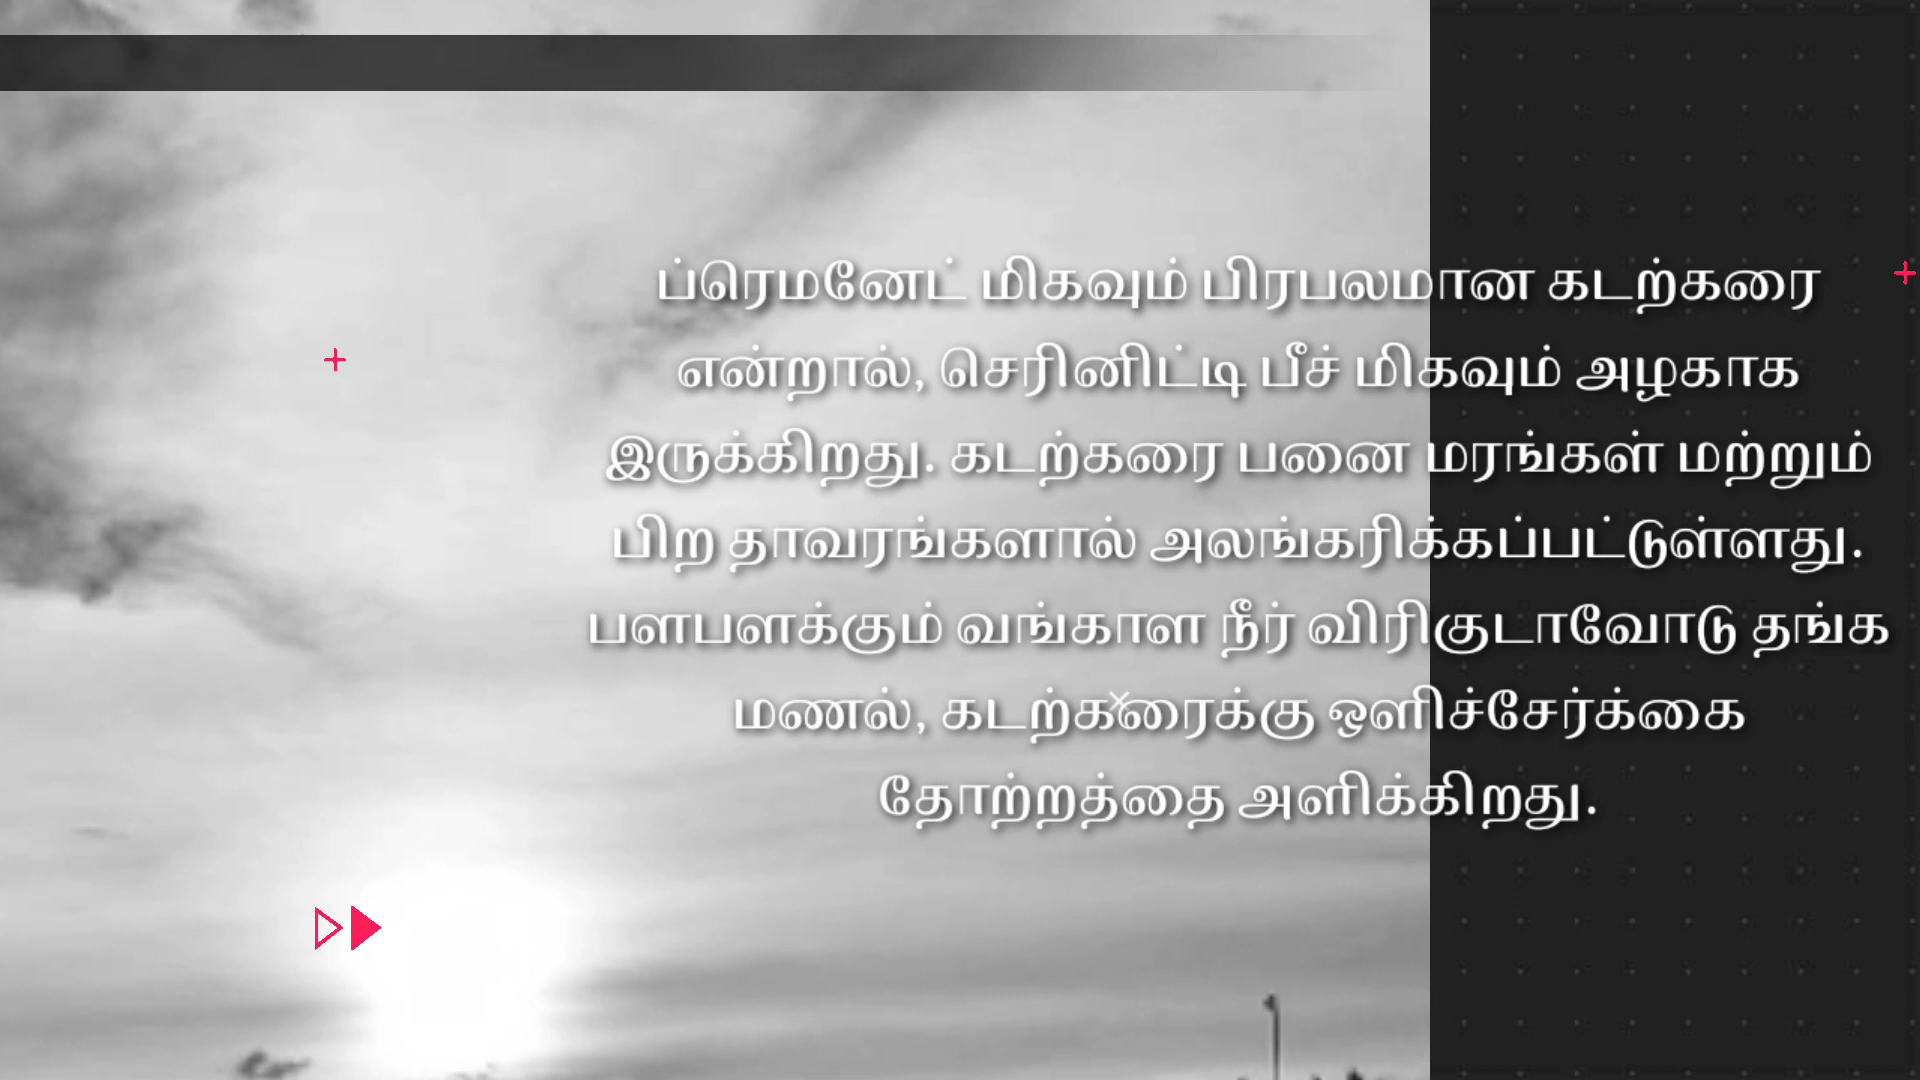 ப்ரெமனேட் மிகவும் பிரபலமான கடற்கரை
என்றால், செரினிட்டி பீச் மிகவும் அழகாக
இருக்கிறது. கடற்கரை பனை மரங்கள் மற்றும்
பிற தாவரங்களால் அலங்கரிக்கப்பட்டுள்ளது.
பளபளக்கும் வங்காள நீர் விரிகுடாவோடு தங்க
மணல், கடற்கரைக்கு ஒளிச்சேர்க்கை
தோற்றத்தை அளிக்கிறது.